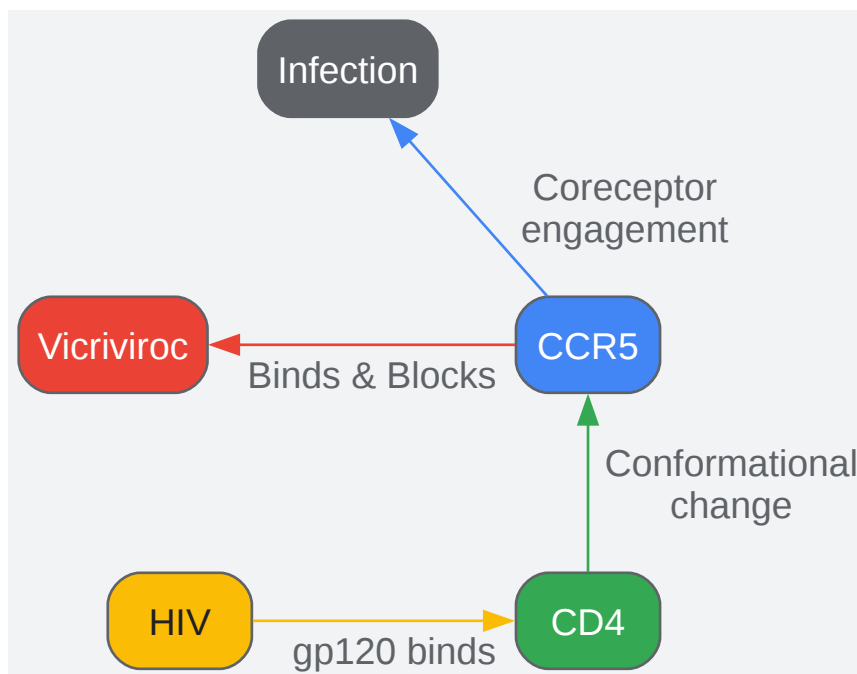 Infection
Coreceptor
engagement
Vicriviroc
CCR5
Binds & Blocks
Conformational
change
HIV
CD4
gp120 binds